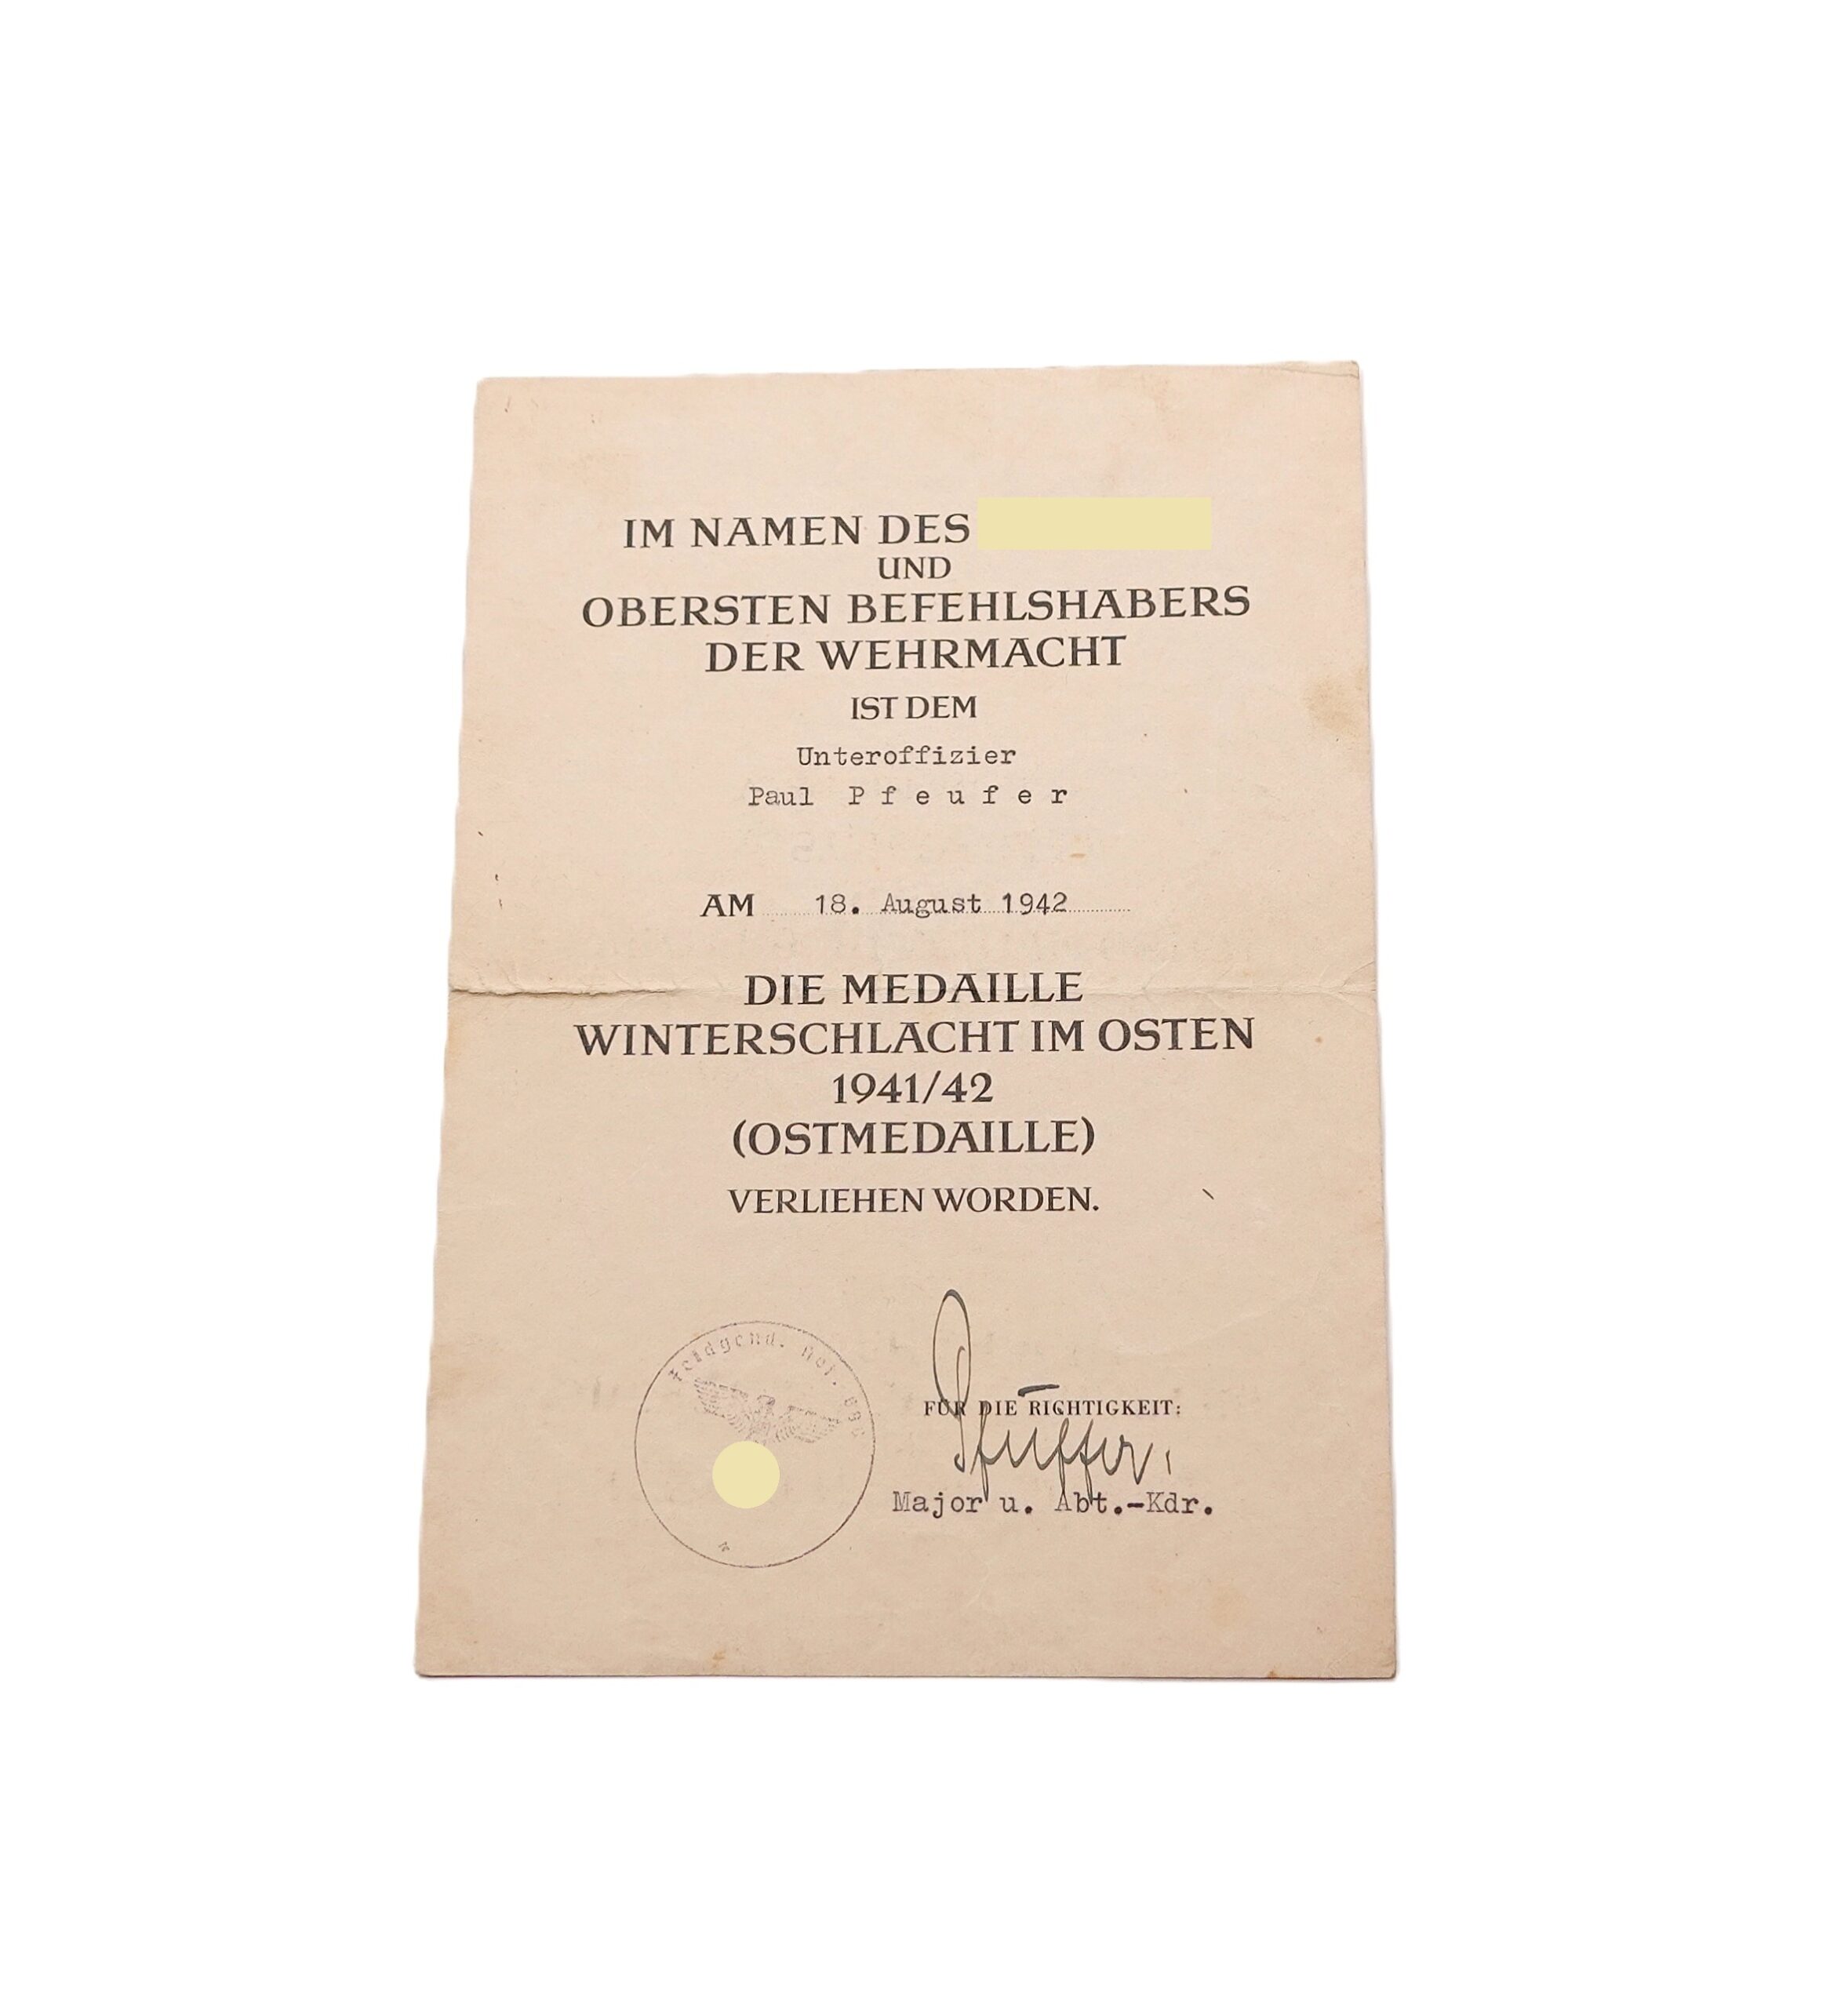 IM NAMEN DES
UND
OBERSTEN BEFEHLSHABERS
DER WEHRMACHT
IST DEM
Unteroffizier
Paul P f e u f e r
AM 18. August 1942
DIE MEDAILLE
WINTERSCHLACHT IM OSTEN
1941/42
(OSTMEDAILLE)
VERLIEHEN WORDEN.
Feldgend.
FÜR DIE RICHTIGKEIT:
Major u. Abt.-Kdr.